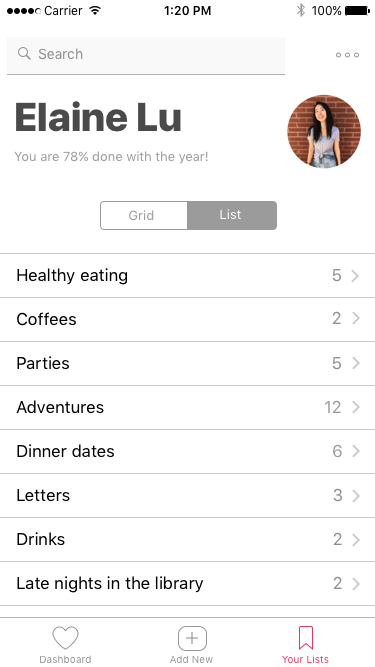 Carrier 1:20 PM 100%
Search
Elaine Lu
You are 78% done with the year!
Grid List
Healthy eating 5
Coffees 2
Parties 5
Adventures 12
Dinner dates 6
Letters 3
Drinks 2
Late nights in the library 2
Dashboard Add New Your Lists